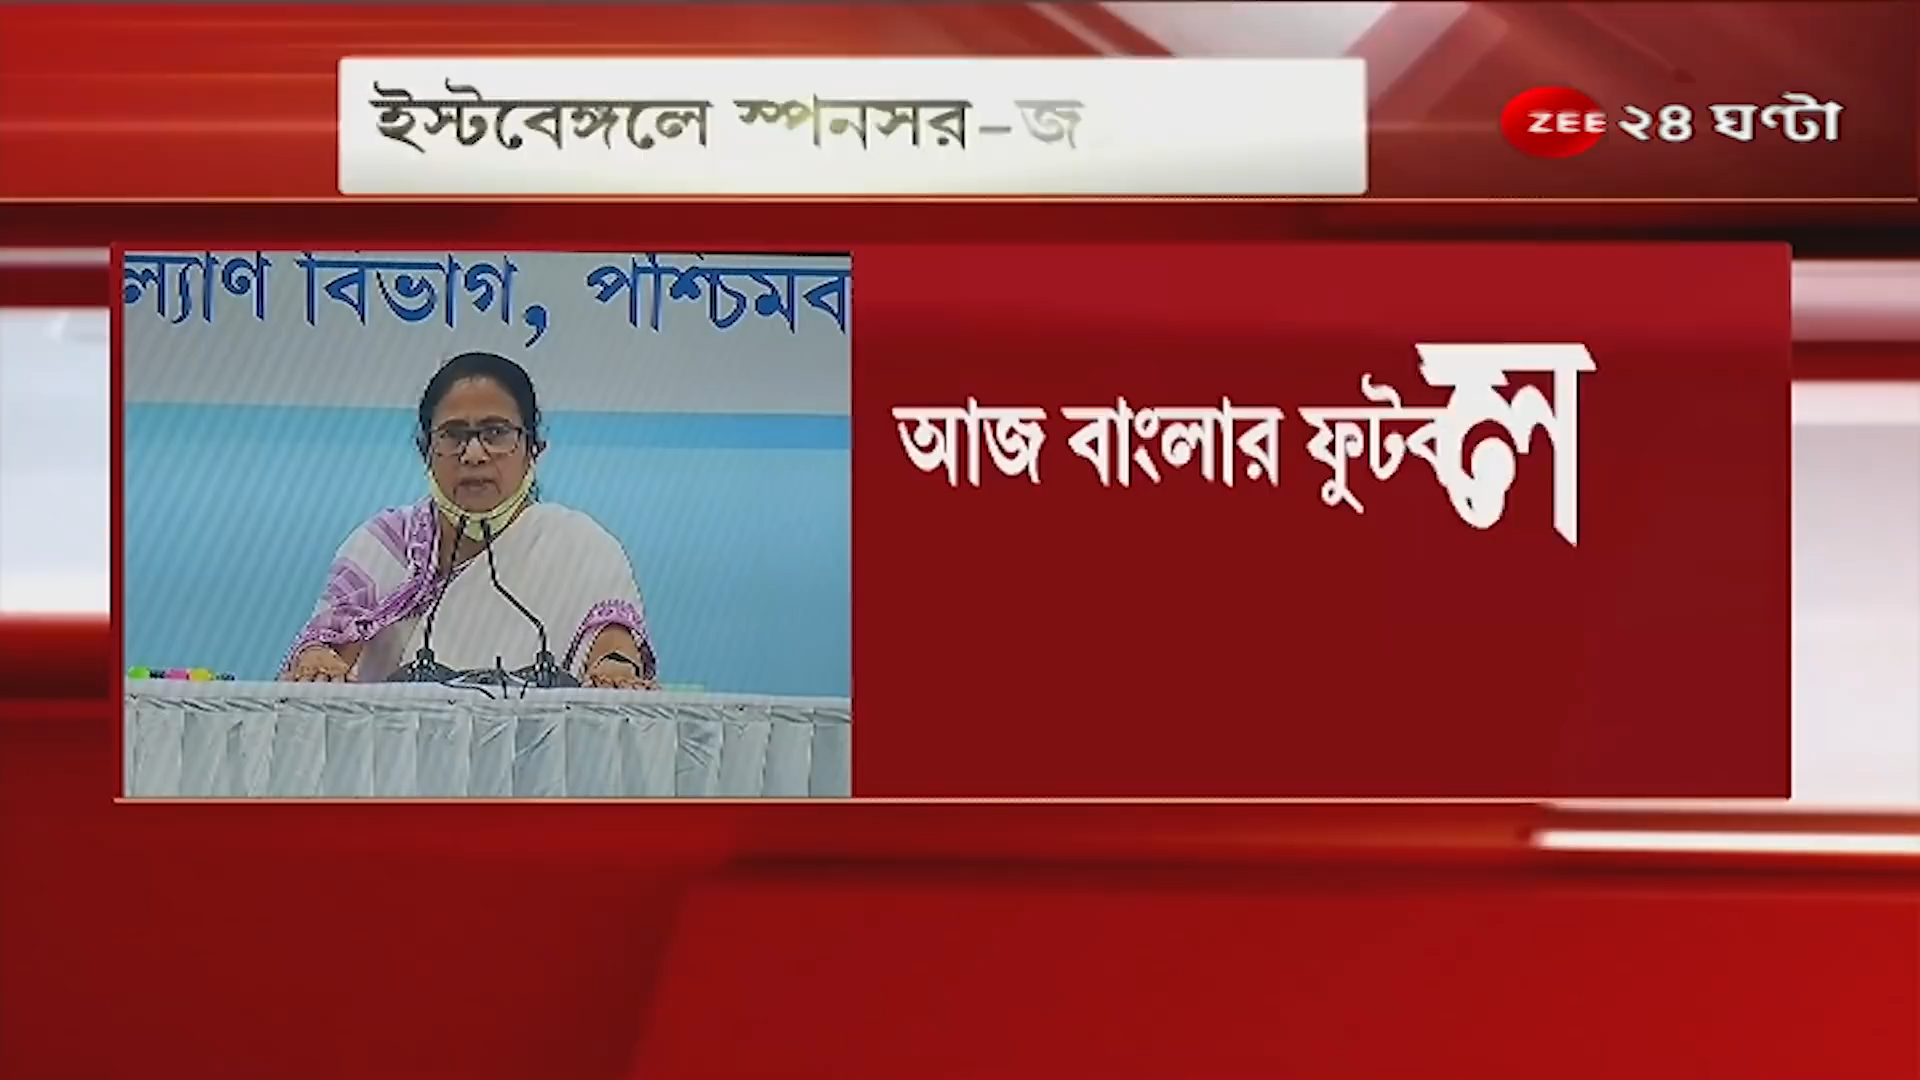 ইস্টবেঙ্গলে স্পনসর-জ
ZEE ২৪ ঘণ্টা
ল্যাণ বিভাগ, পশ্চিমব
আজ বাংলার ফুটবল